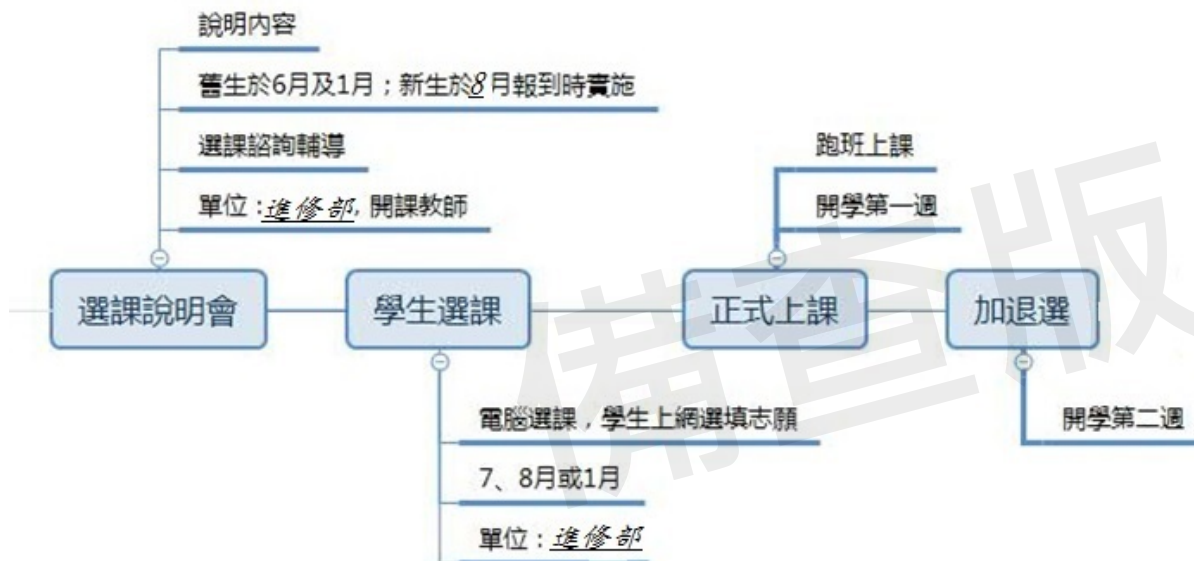 說明內容
舊生於6月及1月；新生於8月報到時實施
選課諮詢輔導
單位：進修部, 開課教師
跑班上課
開學第一週
選課說明會
學生選課
正式上課
加退選
電腦選課，學生上網選填志願
7、8月或1月
單位：進修部
開學第二週
備查版